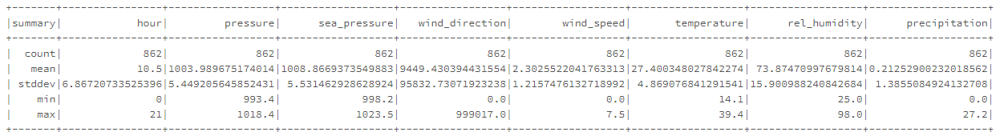 +-------+----------------+-----------------+------------------+------------------+------------------+------------------+------------------+-------------------+
|summary|            hour|         pressure|      sea_pressure|    wind_direction|        wind_speed|       temperature|      rel_humidity|      precipitation|
+-------+----------------+-----------------+------------------+------------------+------------------+------------------+------------------+-------------------+
|  count|             862|              862|               862|               862|               862|               862|               862|                862|
|   mean|            10.5|1003.989675174014|1008.8669373549883| 9449.430394431554|2.3025522041763313|27.400348027842274| 73.87470997679814|0.21252900232018562|
| stddev|6.86720733525396|5.449205645852431| 5.531462928628924| 95832.73071923238|1.2157476132718992| 4.869076841291541|15.900988240842684| 1.3855084924132708|
|    min|               0|            993.4|             998.2|               0.0|               0.0|              14.1|              25.0|                0.0|
|    max|              21|           1018.4|            1023.5|          999017.0|               7.5|              39.4|              98.0|               27.2|
+-------+----------------+-----------------+------------------+------------------+------------------+------------------+------------------+-------------------+